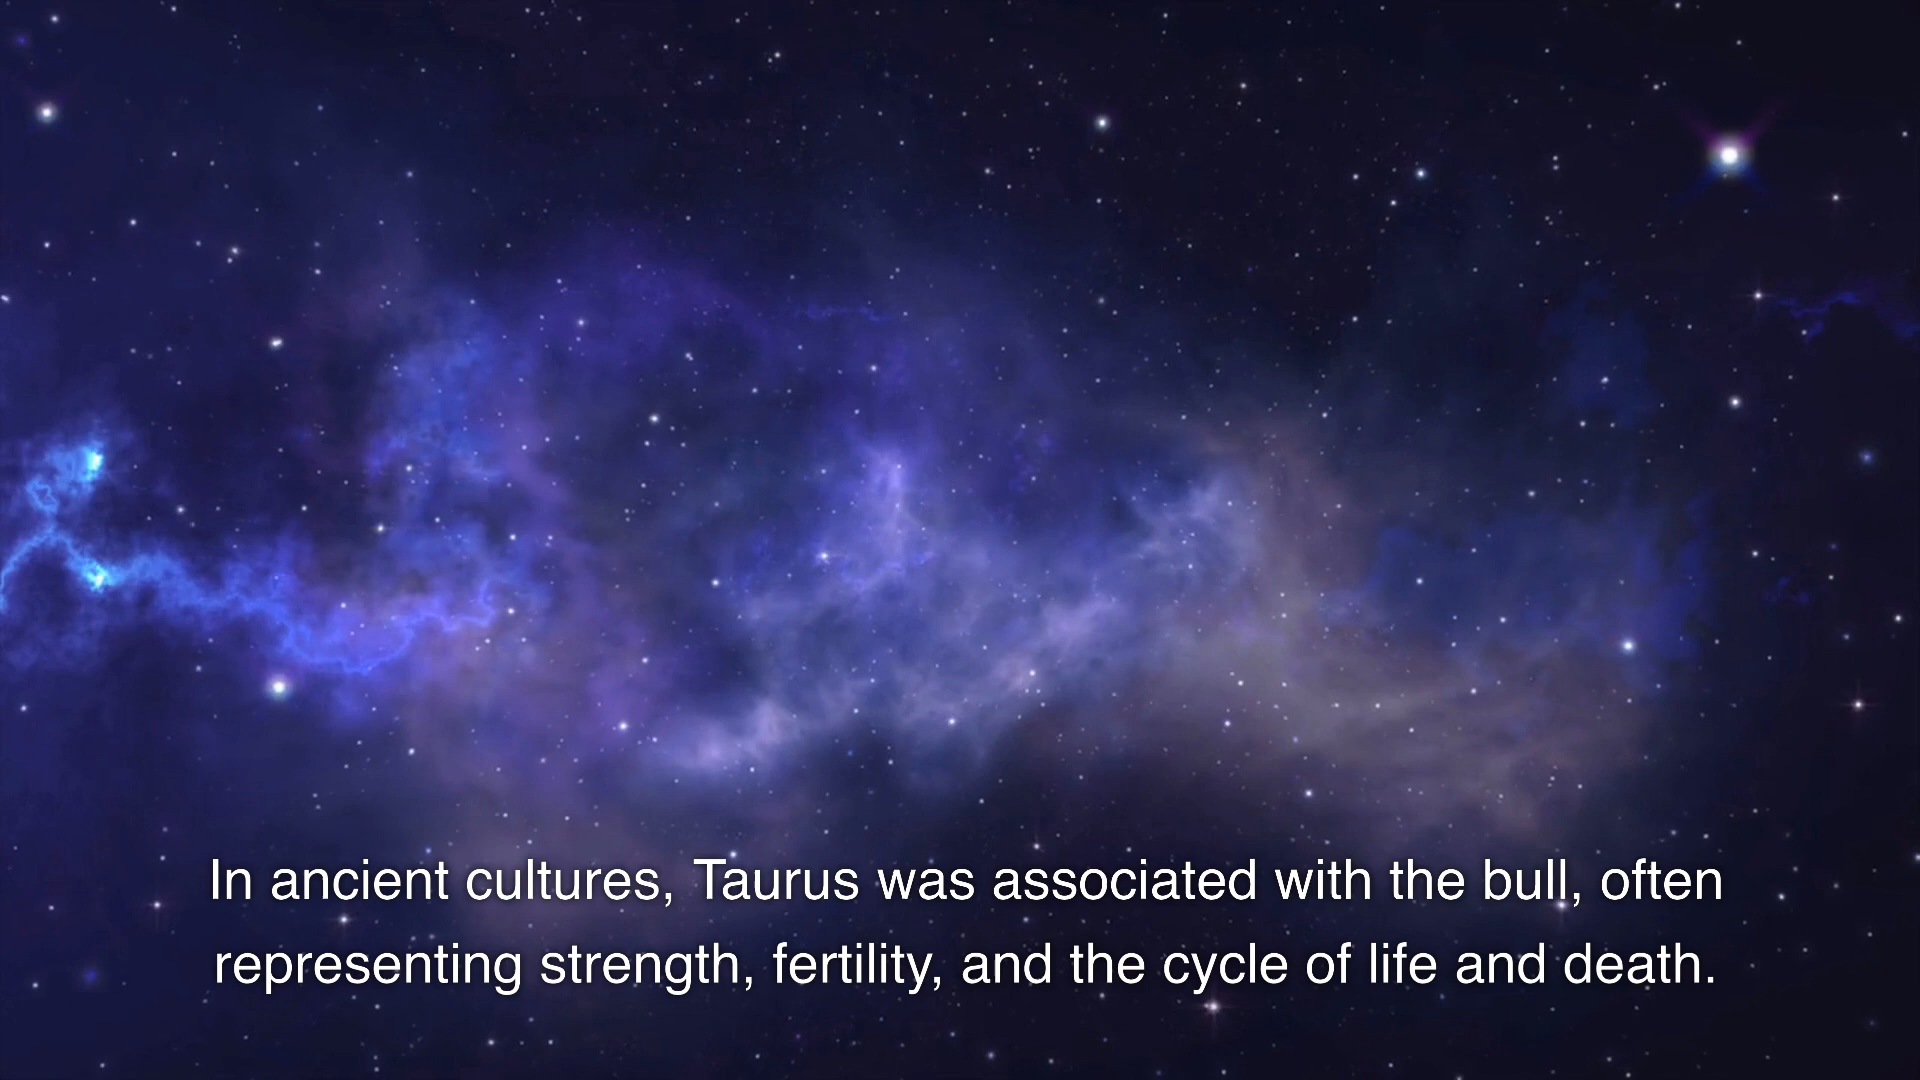 In ancient cultures, Taurus was associated with the bull, often
representing strength, fertility, and the cycle of life and death.